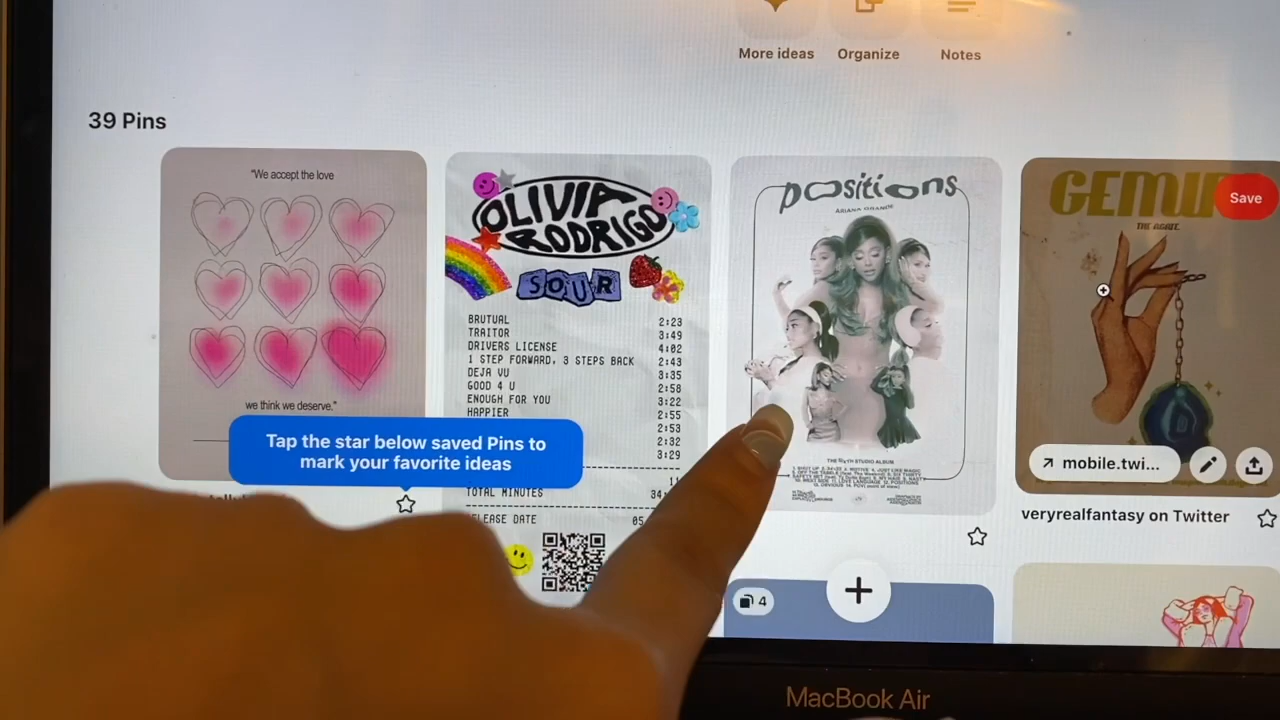 More ideas
Organize
Notes
39 Pins
"We accept the love
we think we deserve."
OLIVIA
RODRIGO
SOUR
BRUTUAL 2:23
TRAITOR 3:49
DRIVERS LICENSE 4:02
1 STEP FORWARD, 3 STEPS BACK 2:43
DEJA VU 3:35
GOOD 4 U 2:58
ENOUGH FOR YOU 3:22
HAPPIER 2:55
2:53
2:32
3:29
TOTAL MINUTES 34:
RELEASE DATE 05
positions
ARIANA GRANDE
THE SIXTH STUDIO ALBUM
GEMI
Save
mobile.twi...
veryrealfantasy on Twitter
Tap the star below saved Pins to
mark your favorite ideas
4
MacBook Air